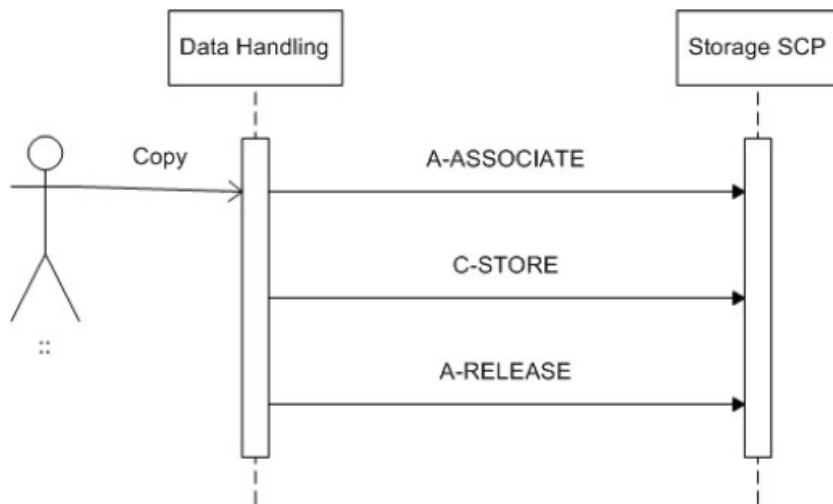 Data Handling
Storage SCP
Copy
A-ASSOCIATE
C-STORE
A-RELEASE
::